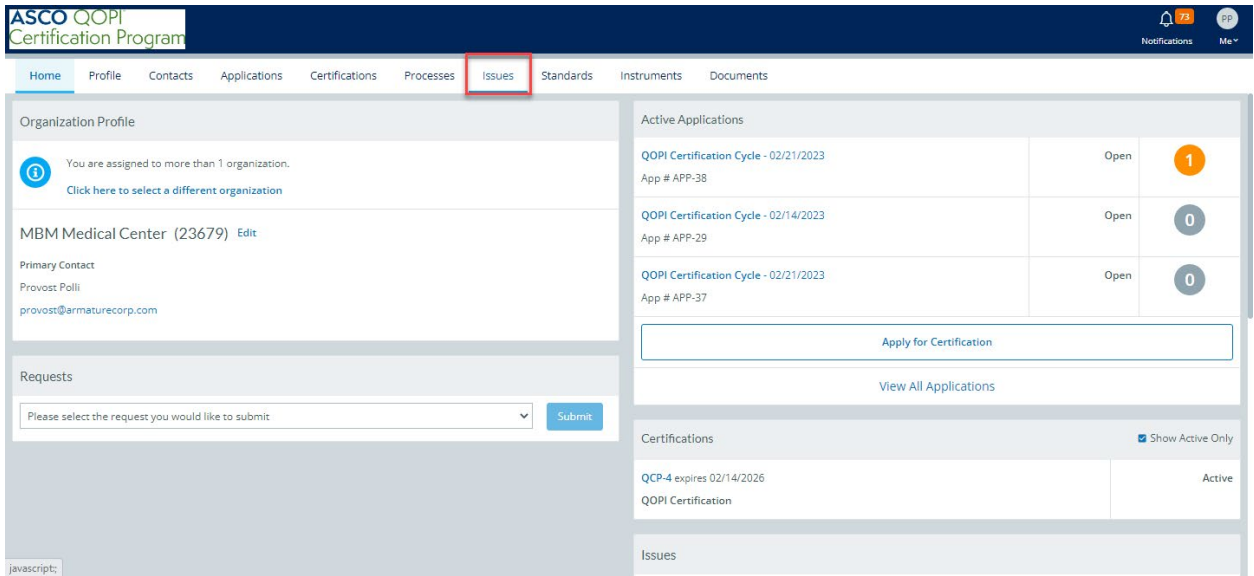 ASCO QOPI
Certification Program
73
PP
Notifications
Me
Home Profile Contacts Applications Certifications Processes Issues Standards Instruments Documents
Organization Profile
You are assigned to more than 1 organization.
Click here to select a different organization
MBM Medical Center (23679) Edit
Primary Contact
Provost Polli
provost@armaturecorp.com
Requests
Please select the request you would like to submit
Submit
Active Applications
QOPI Certification Cycle - 02/21/2023 Open 1
App # APP-38
QOPI Certification Cycle - 02/14/2023 Open 0
App # APP-29
QOPI Certification Cycle - 02/21/2023 Open 0
App # APP-37
Apply for Certification
View All Applications
Certifications Show Active Only
QCP-4 expires 02/14/2026 Active
QOPI Certification
Issues
javascript:;